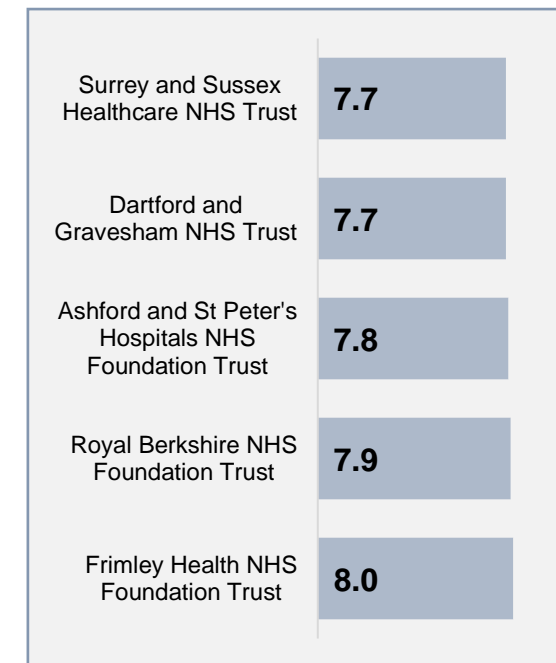 Surrey and Sussex
Healthcare NHS Trust
7.7
Dartford and
Gravesham NHS Trust
7.7
Ashford and St Peter's
Hospitals NHS
Foundation Trust
7.8
Royal Berkshire NHS
Foundation Trust
7.9
Frimley Health NHS
Foundation Trust
8.0